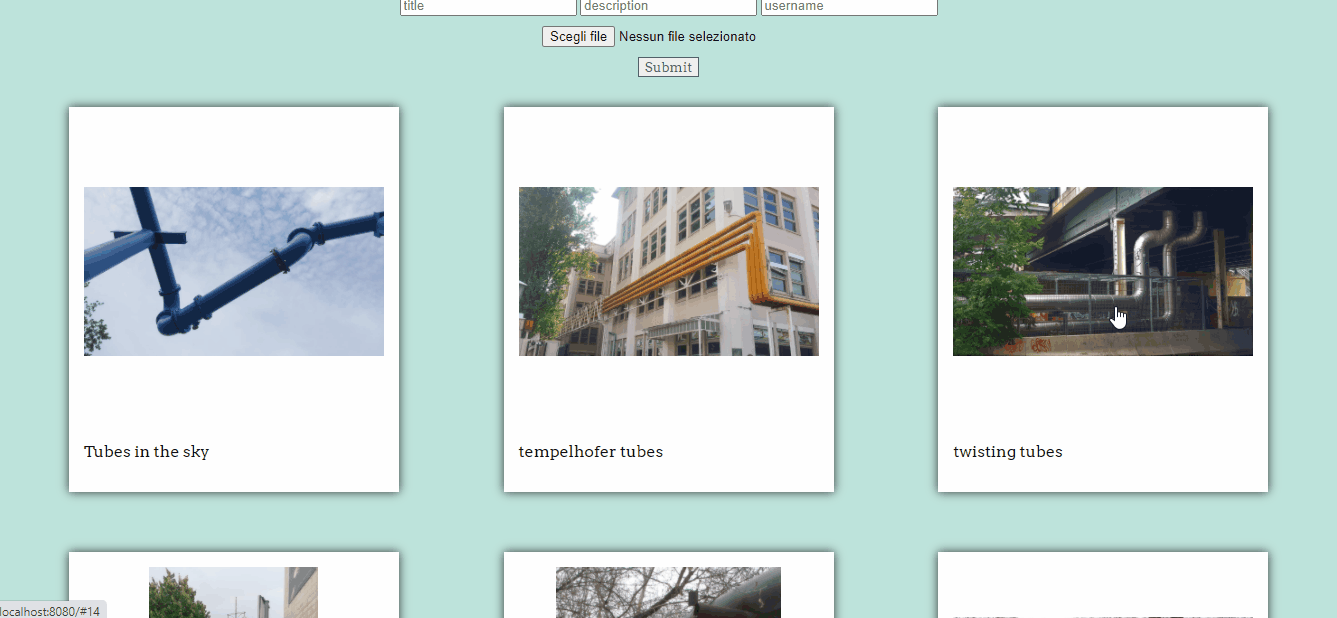 title description username
Scegli file Nessun file selezionato
Submit
Tubes in the sky
tempelhofer tubes
twisting tubes
localhost:8080/#14